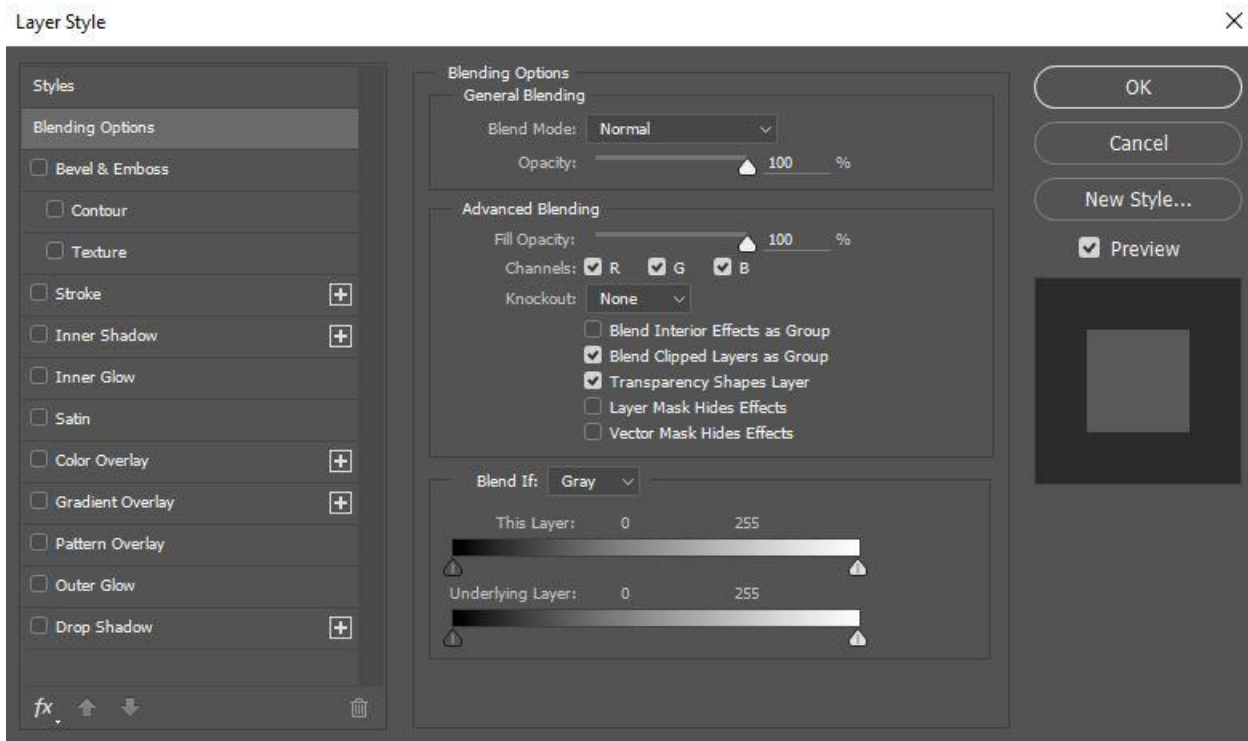 Layer Style
Styles
Blending Options
Bevel & Emboss
Contour
Texture
Stroke
Inner Shadow
Inner Glow
Satin
Color Overlay
Gradient Overlay
Pattern Overlay
Outer Glow
Drop Shadow
fx
Blending Options
General Blending
Blend Mode: Normal
Opacity: 100 %
Advanced Blending
Fill Opacity: 100 %
Channels: R G B
Knockout: None
Blend Interior Effects as Group
Blend Clipped Layers as Group
Transparency Shapes Layer
Layer Mask Hides Effects
Vector Mask Hides Effects
Blend If: Gray
This Layer: 0 255
Underlying Layer: 0 255
OK
Cancel
New Style...
Preview